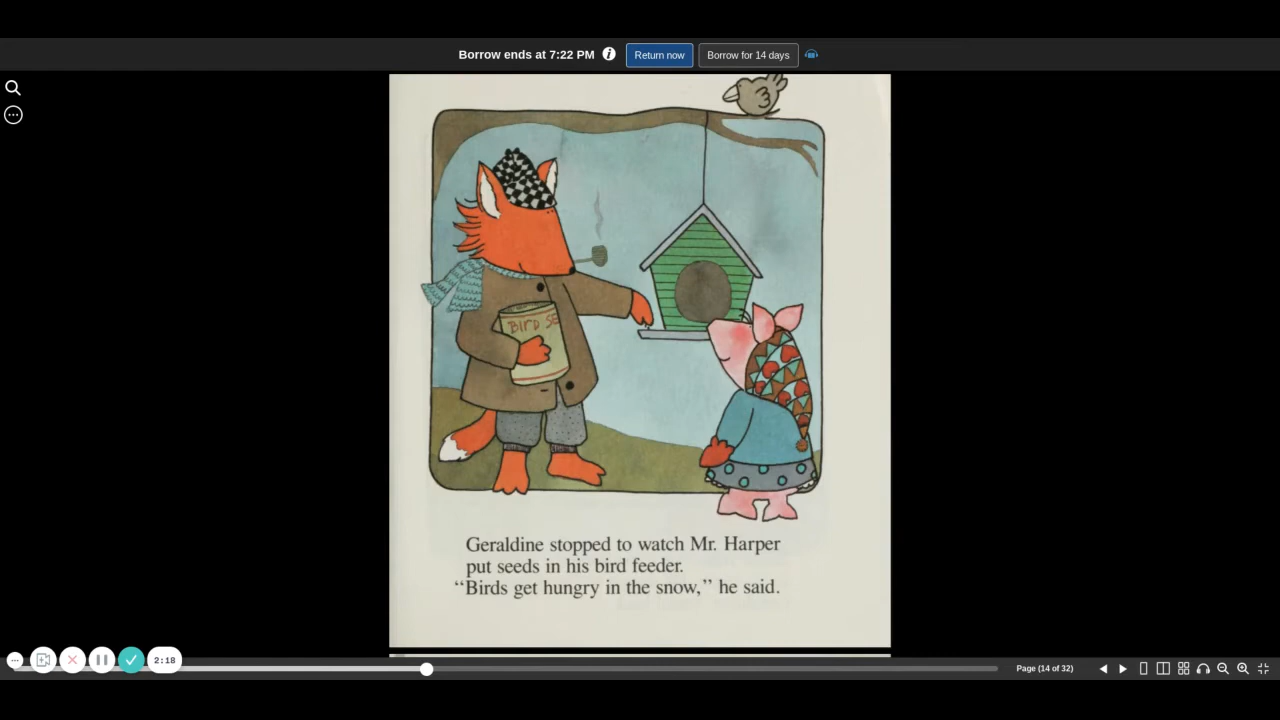 Borrow ends at 7:22 PM
Return now
Borrow for 14 days
BIRD SE
Geraldine stopped to watch Mr. Harper
put seeds in his bird feeder.
“Birds get hungry in the snow,” he said.
2:18
Page (14 of 32)